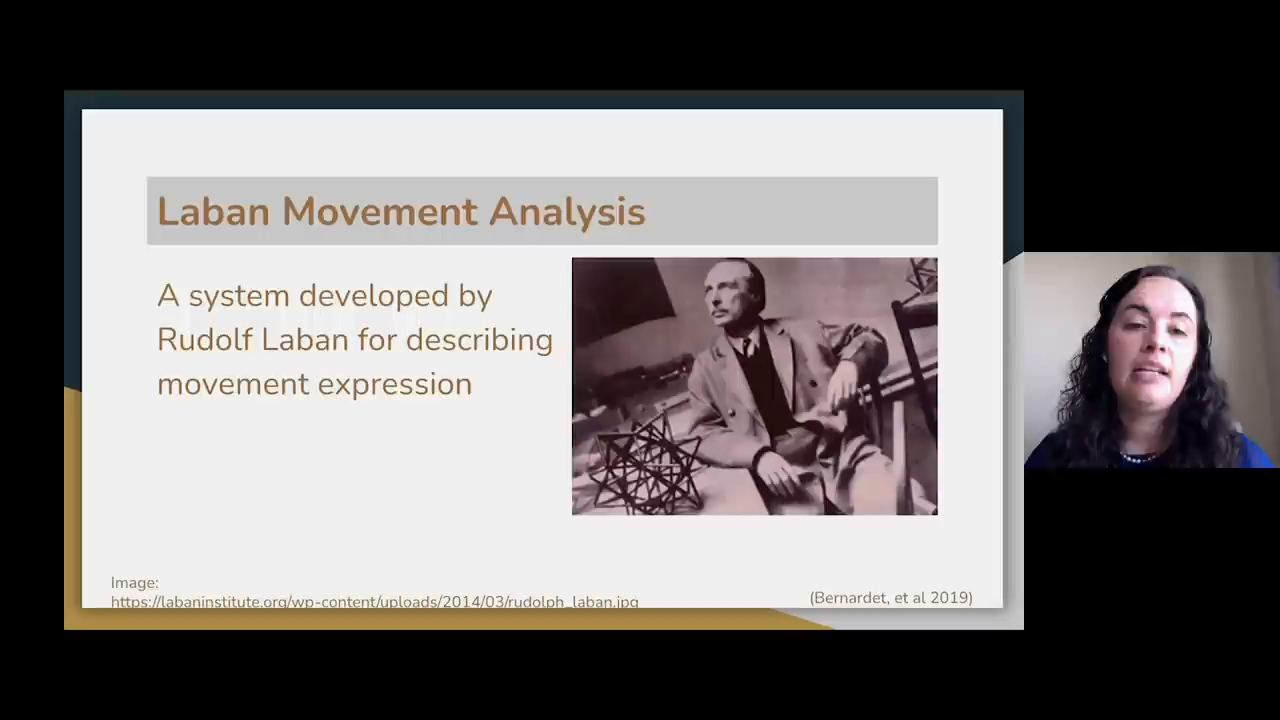 Laban Movement Analysis
A system developed by
Rudolf Laban for describing
movement expression
Image:
https://labaninstitute.org/wp-content/uploads/2014/03/rudolph_laban.jpg
(Bernardet, et al 2019)